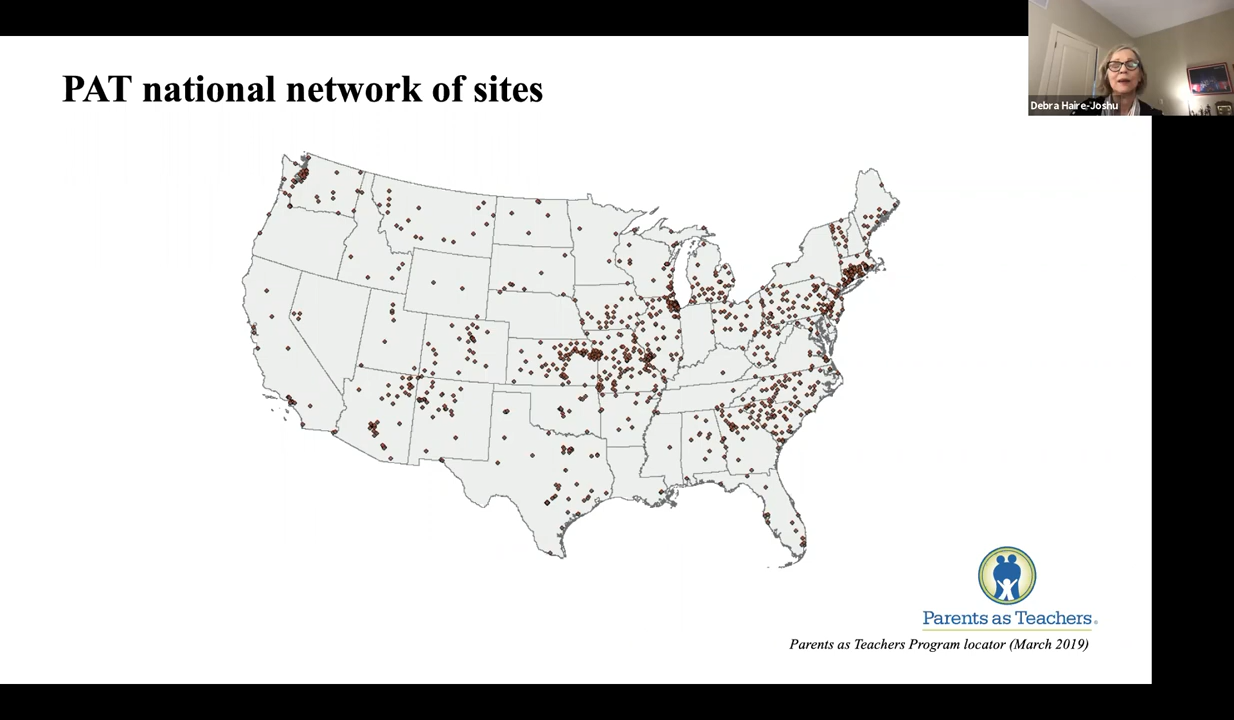 PAT national network of sites
Debra Haire-Joshu
Parents as Teachers®
Parents as Teachers Program locator (March 2019)